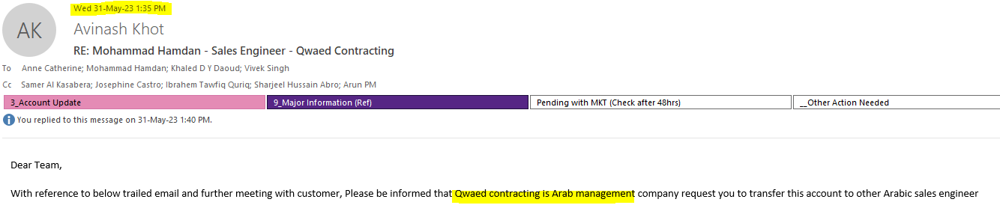 Wed 31-May-23 1:35 PM
AK
Avinash Khot
RE: Mohammad Hamdan - Sales Engineer - Qwaed Contracting
To Anne Catherine; Mohammad Hamdan; Khaled D Y Daoud; Vivek Singh
Cc Samer Al Kasabera; Josephine Castro; Ibrahem Tawfiq Quriq; Sharjeel Hussain Abro; Arun PM
3_Account Update 9_Major Information (Ref) Pending with MKT (Check after 48hrs) __Other Action Needed
You replied to this message on 31-May-23 1:40 PM.
Dear Team,
With reference to below trailed email and further meeting with customer, Please be informed that Qwaed contracting is Arab management company request you to transfer this account to other Arabic sales engineer